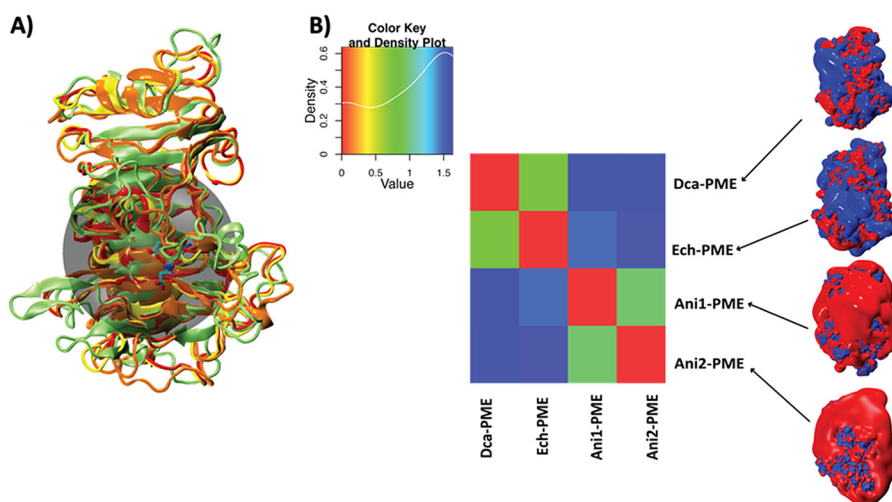 A)
B)
Color Key
and Density Plot
Density
0
0.2
0.4
0.6
0
0.5
1
1.5
Value
Dca-PME
Ech-PME
Ani1-PME
Ani2-PME
Dca-PME
Ech-PME
Ani1-PME
Ani2-PME